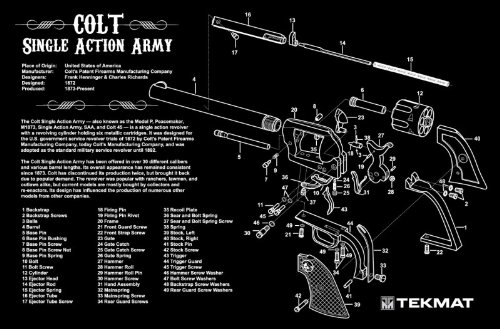 COLT
SINGLE ACTION ARMY
Place of Origin: United States of America
Manufacturer: Colt's Patent Firearms Manufacturing Company
Designers: Frank Henninger & Charles Richards
Designed: 1872
Produced: 1873-Present
The Colt Single Action Army — also known as the Model P, Peacemaker,
M1873, Single Action Army, SAA, and Colt 45 — is a single action revolver
with a revolving cylinder holding six metallic cartridges. It was designed for
the U.S. government service revolver trials of 1872 by Colt's Patent Firearms
Manufacturing Company, today Colt's Manufacturing Company, and was
adopted as the standard military service revolver until 1892.
The Colt Single Action Army has been offered in over 30 different calibers
and various barrel lengths. Its overall appearance has remained consistent
since 1873. Colt has discontinued its production twice, but brought it back
due to popular demand. The revolver was popular with ranchers, lawmen, and
outlaws alike, but current models are mostly bought by collectors and
re-enactors. Its design has influenced the production of numerous other
models from other companies.
1 Backstrap
2 Backstrap Screws
3 Balls
4 Barrel
5 Base Pin
6 Base Pin Bushing
7 Base Pin Screw
8 Base Pin Nut
9 Base Pin Spring
10 Bolt
11 Bolt Screw
12 Cylinder
13 Ejector Head
14 Ejector Rod
15 Ejector Spring
16 Ejector Tube
17 Ejector Tube Screw
18 Firing Pin
19 Firing Pin Rivet
20 Frame
21 Front Guard Screw
22 Front Strap Screw
23 Gate
24 Gate Catch
25 Gate Catch Screw
26 Gate Spring
27 Hammer
28 Hammer Roll
29 Hammer Roll Pin
30 Hammer Screw
31 Hand Assembly
32 Mainspring
33 Mainspring Screw
34 Rear Guard Screws
35 Recoil Plate
36 Sear and Bolt Spring
37 Sear and Bolt Spring Screw
38 Spring
39 Stock, Left
40 Stock, Right
41 Stock Pin
42 Stock Screw
43 Trigger
44 Trigger Guard
45 Trigger Screw
46 Hammer Screw Washer
47 Bolt Screw Washers
48 Backstrap Screw Washers
49 Rear Guard Screw Washers
TEKMAT